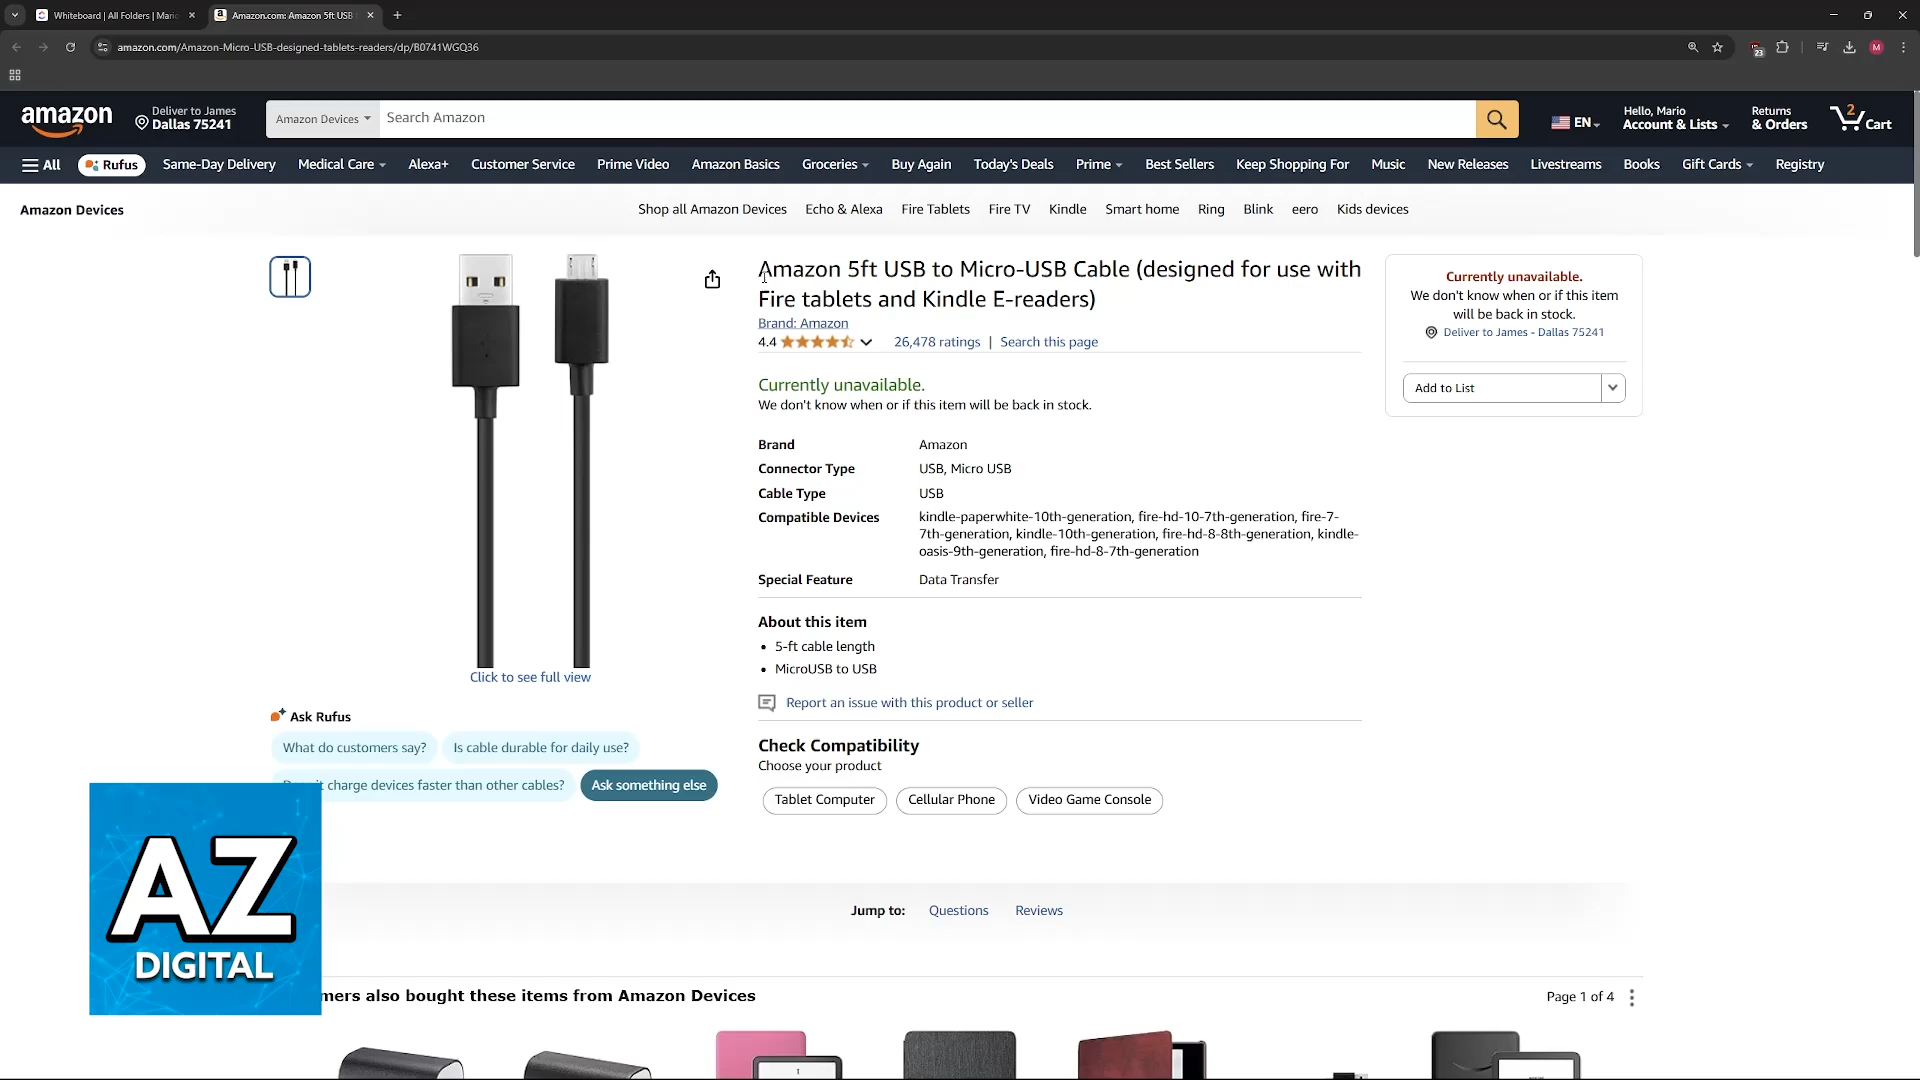 Whiteboard | All Folders | Mario
Amazon.com: Amazon 5ft USB
amazon.com/Amazon-Micro-USB-designed-tablets-readers/dp/B0741WGQ36
23
M
amazon
Deliver to James
Dallas 75241
Amazon Devices
Search Amazon
EN
Hello, Mario
Account & Lists
Returns
& Orders
2
Cart
All
Rufus
Same-Day Delivery
Medical Care
Alexa+
Customer Service
Prime Video
Amazon Basics
Groceries
Buy Again
Today's Deals
Prime
Best Sellers
Keep Shopping For
Music
New Releases
Livestreams
Books
Gift Cards
Registry
Amazon Devices
Shop all Amazon Devices
Echo & Alexa
Fire Tablets
Fire TV
Kindle
Smart home
Ring
Blink
eero
Kids devices
Amazon 5ft USB to Micro-USB Cable (designed for use with
Fire tablets and Kindle E-readers)
Brand: Amazon
4.4
26,478 ratings | Search this page
Currently unavailable.
We don't know when or if this item will be back in stock.
Brand Amazon
Connector Type USB, Micro USB
Cable Type USB
Compatible Devices kindle-paperwhite-10th-generation, fire-hd-10-7th-generation, fire-7-
7th-generation, kindle-10th-generation, fire-hd-8-8th-generation, kindle-
oasis-9th-generation, fire-hd-8-7th-generation
Special Feature Data Transfer
About this item
• 5-ft cable length
• MicroUSB to USB
Report an issue with this product or seller
Check Compatibility
Choose your product
Tablet Computer
Cellular Phone
Video Game Console
Currently unavailable.
We don't know when or if this item
will be back in stock.
Deliver to James - Dallas 75241
Add to List
Click to see full view
Ask Rufus
What do customers say?
Is cable durable for daily use?
charge devices faster than other cables?
Ask something else
AZ
DIGITAL
Jump to:
Questions
Reviews
mers also bought these items from Amazon Devices
Page 1 of 4